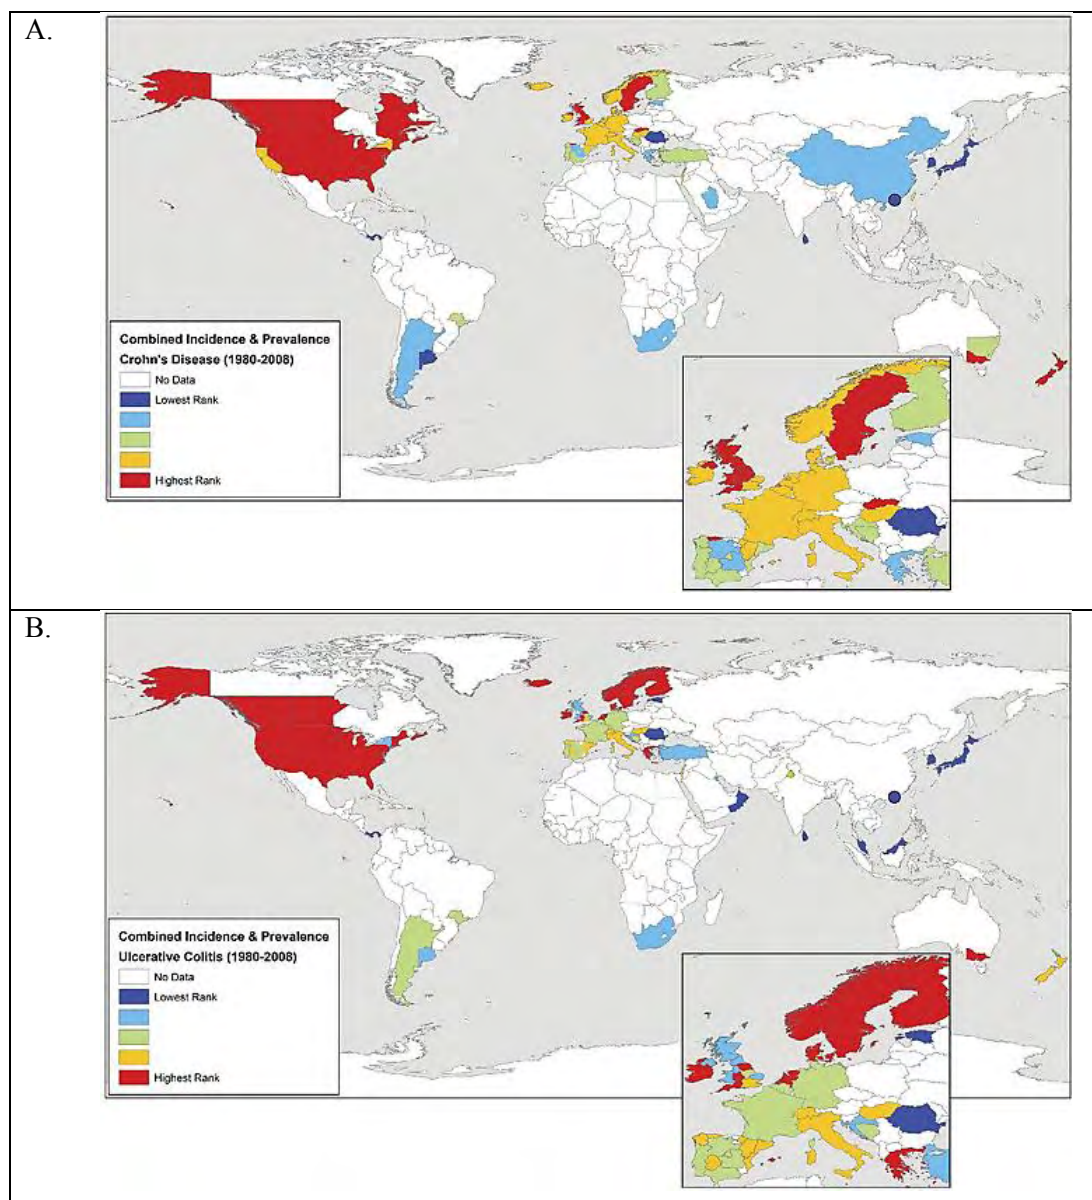 A.
Combined Incidence & Prevalence
Crohn's Disease (1980-2008)
No Data
Lowest Rank
Highest Rank
B.
Combined Incidence & Prevalence
Ulcerative Colitis (1980-2008)
No Data
Lowest Rank
Highest Rank